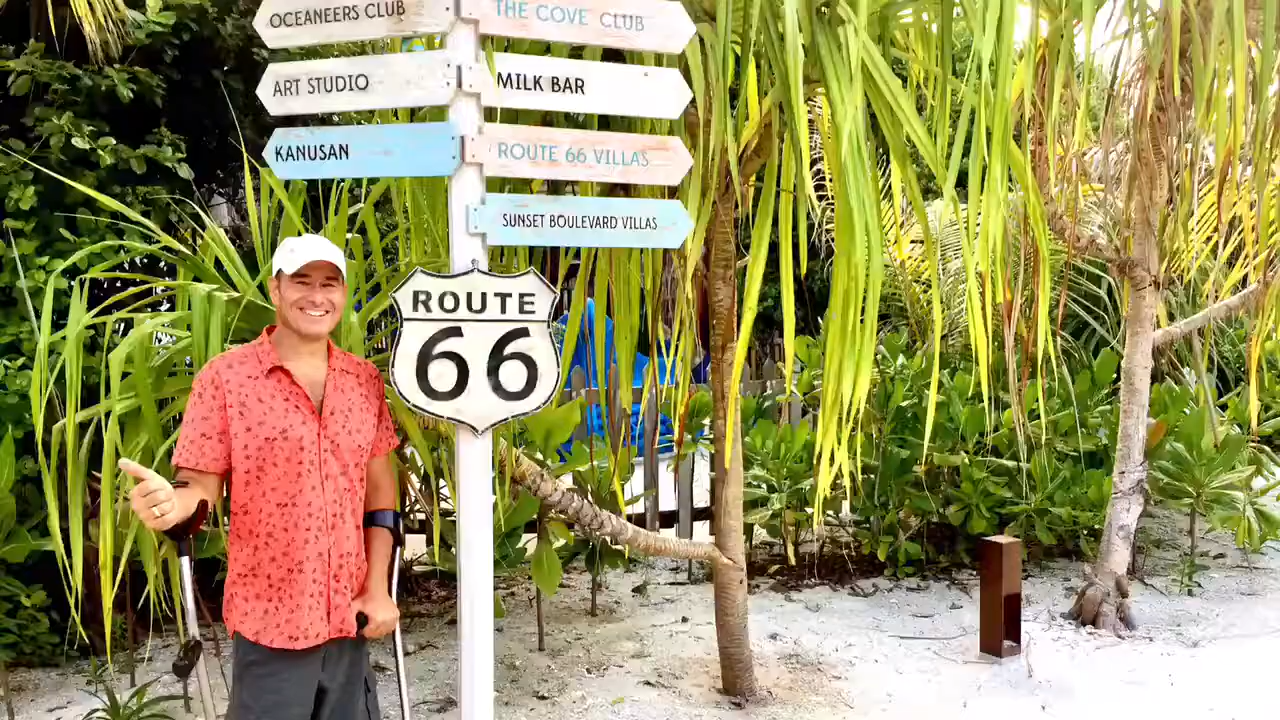 OCEANEERS CLUB
THE COVE CLUB
ART STUDIO
MILK BAR
KANUSAN
ROUTE 66 VILLAS
SUNSET BOULEVARD VILLAS
ROUTE
66